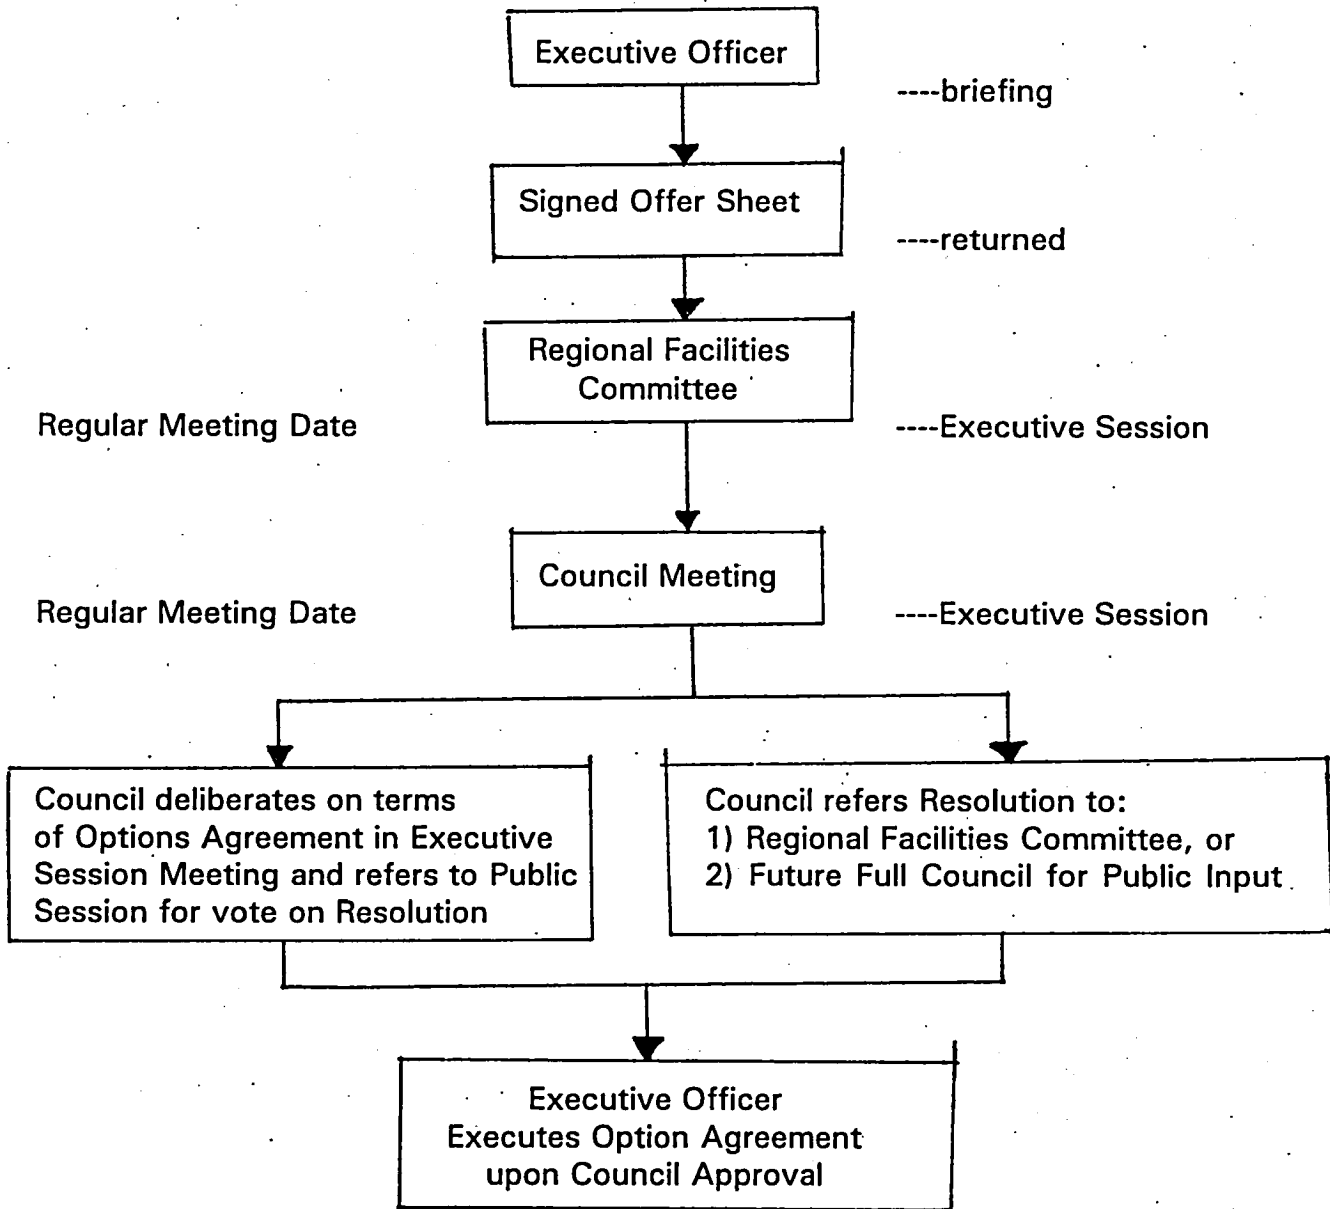 Executive Officer
----briefing
Signed Offer Sheet
----returned
Regional Facilities
Committee
Regular Meeting Date
----Executive Session
Council Meeting
Regular Meeting Date
----Executive Session
Council deliberates on terms
of Options Agreement in Executive
Session Meeting and refers to Public
Session for vote on Resolution
Council refers Resolution to:
1) Regional Facilities Committee, or
2) Future Full Council for Public Input
Executive Officer
Executes Option Agreement
upon Council Approval